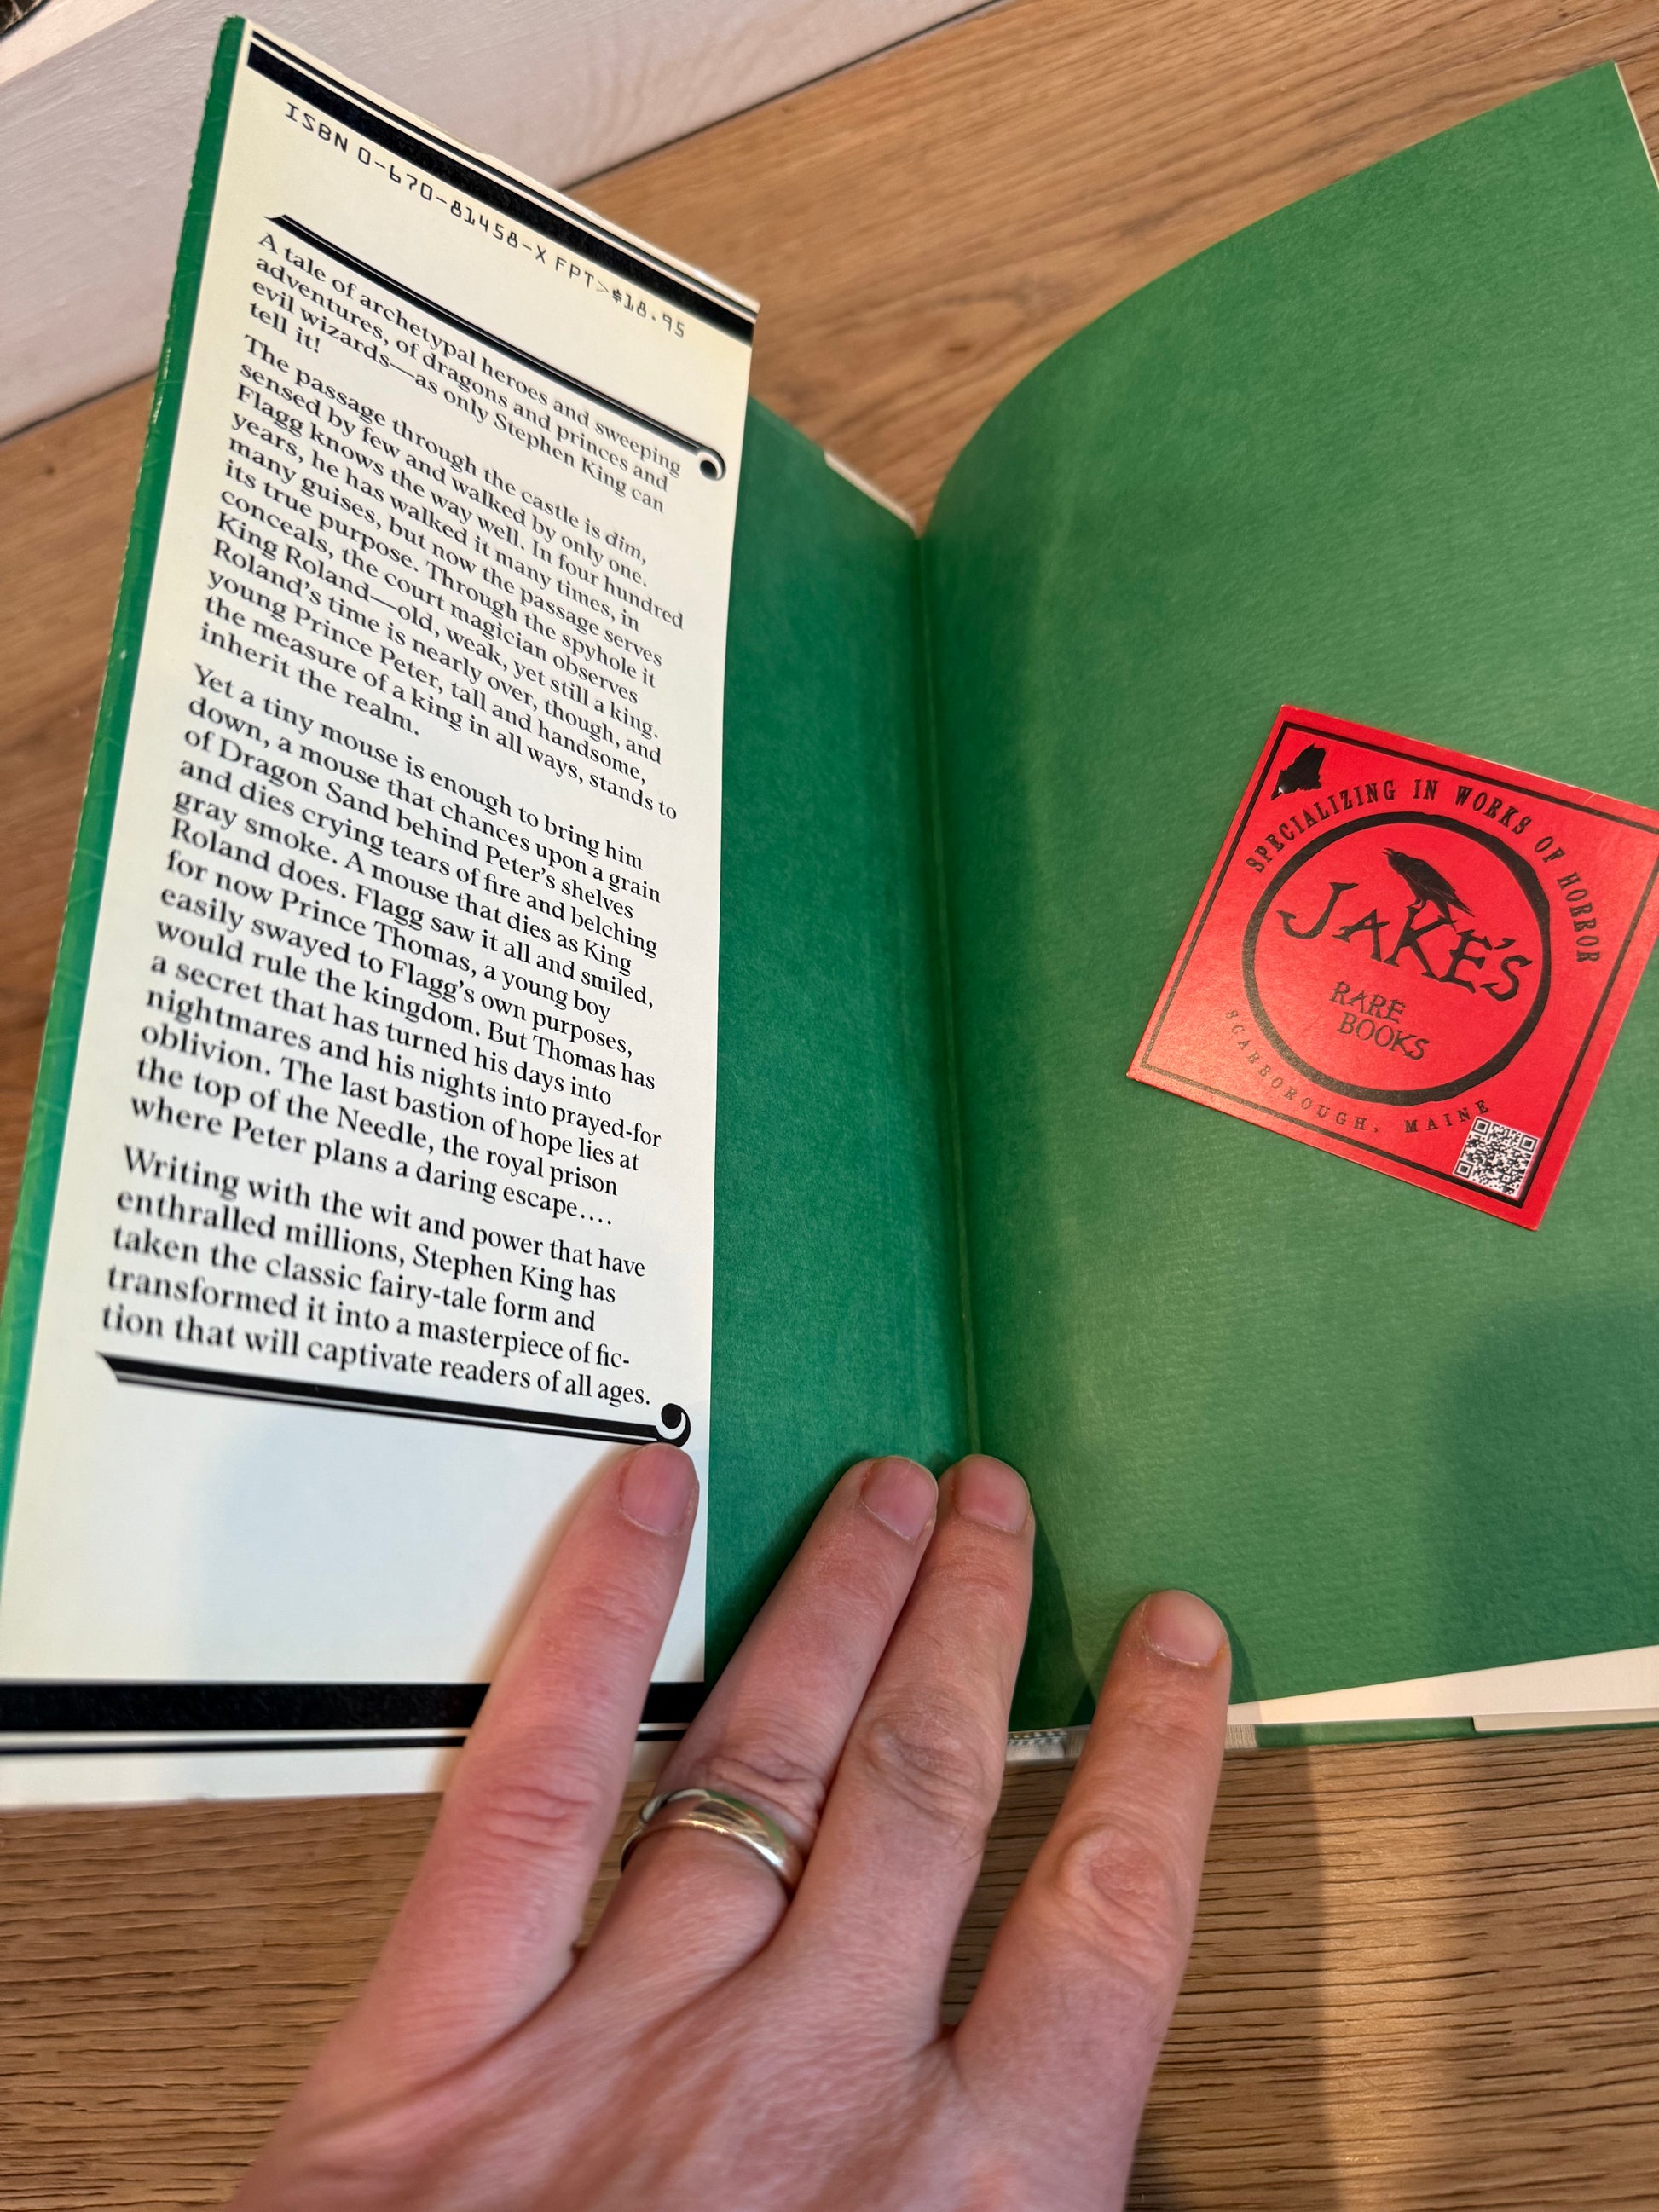 ISBN 0-670-81458-X FPT>$18.95
A tale of archetypal heroes and sweeping
adventures, of dragons and princes and
evil wizards—as only Stephen King can
tell it!
The passage through the castle is dim,
sensed by few and walked by only one.
Flagg knows the way well. In four hundred
years, he has walked it many times, in
many guises, but now the passage serves
its true purpose. Through the spyhole it
conceals, the court magician observes
King Roland—old, weak, yet still a king.
Roland's time is nearly over, though, and
young Prince Peter, tall and handsome,
the measure of a king in all ways, stands to
inherit the realm.
Yet a tiny mouse is enough to bring him
down, a mouse that chances upon a grain
of Dragon Sand behind Peter's shelves
and dies crying tears of fire and belching
gray smoke. A mouse that dies as King
Roland does. Flagg saw it all and smiled,
for now Prince Thomas, a young boy
easily swayed to Flagg's own purposes,
would rule the kingdom. But Thomas has
a secret that has turned his days into
nightmares and his nights into prayed-for
oblivion. The last bastion of hope lies at
the top of the Needle, the royal prison
where Peter plans a daring escape....
Writing with the wit and power that have
enthralled millions, Stephen King has
taken the classic fairy-tale form and
transformed it into a masterpiece of fic-
tion that will captivate readers of all ages.
SPECIALIZING IN WORKS OF HORROR
JAKE'S
RARE
BOOKS
SCARBOROUGH, MAINE